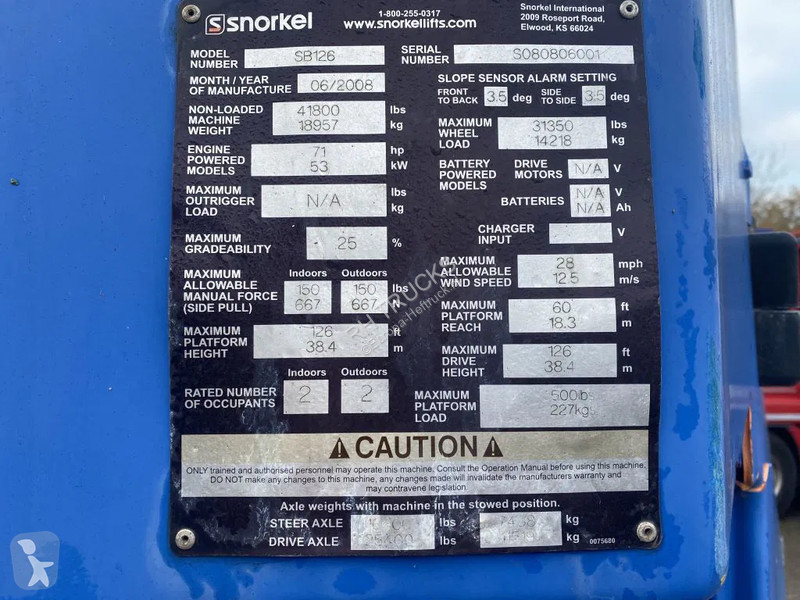 snorkel
1-800-255-0317
www.snorkellifts.com
Snorkel International
2009 Roseport Road,
Elwood, KS 66024
MODEL NUMBER SB126
SERIAL NUMBER S080806001
MONTH / YEAR OF MANUFACTURE 06/2008
SLOPE SENSOR ALARM SETTING
FRONT TO BACK 3.5 deg SIDE TO SIDE 3.5 deg
NON-LOADED MACHINE WEIGHT 41800 lbs
18957 kg
MAXIMUM WHEEL LOAD 31350 lbs
14218 kg
ENGINE POWERED MODELS 71 hp
53 kW
BATTERY POWERED MODELS DRIVE MOTORS N/A V
BATTERIES N/A V
N/A Ah
MAXIMUM OUTRIGGER LOAD N/A lbs
kg
CHARGER INPUT V
MAXIMUM GRADEABILITY 25 %
MAXIMUM ALLOWABLE WIND SPEED 28 mph
12.5 m/s
Indoors Outdoors
MAXIMUM ALLOWABLE MANUAL FORCE (SIDE PULL) 150 150 lbs
667 667 N
MAXIMUM PLATFORM REACH 60 ft
18.3 m
MAXIMUM PLATFORM HEIGHT 126 ft
38.4 m
MAXIMUM DRIVE HEIGHT 126 ft
38.4 m
Indoors Outdoors
RATED NUMBER OF OCCUPANTS 2 2
MAXIMUM PLATFORM LOAD 500lbs
227kgs
CAUTION
ONLY trained and authorised personnel may operate this machine. Consult the Operation Manual before using this machine.
DO NOT make any changes to this machine, any changes made will invalidate the manufacturers warranty and
may contravene legislation.
Axle weights with machine in the stowed position.
STEER AXLE lbs kg
DRIVE AXLE lbs kg
0075680